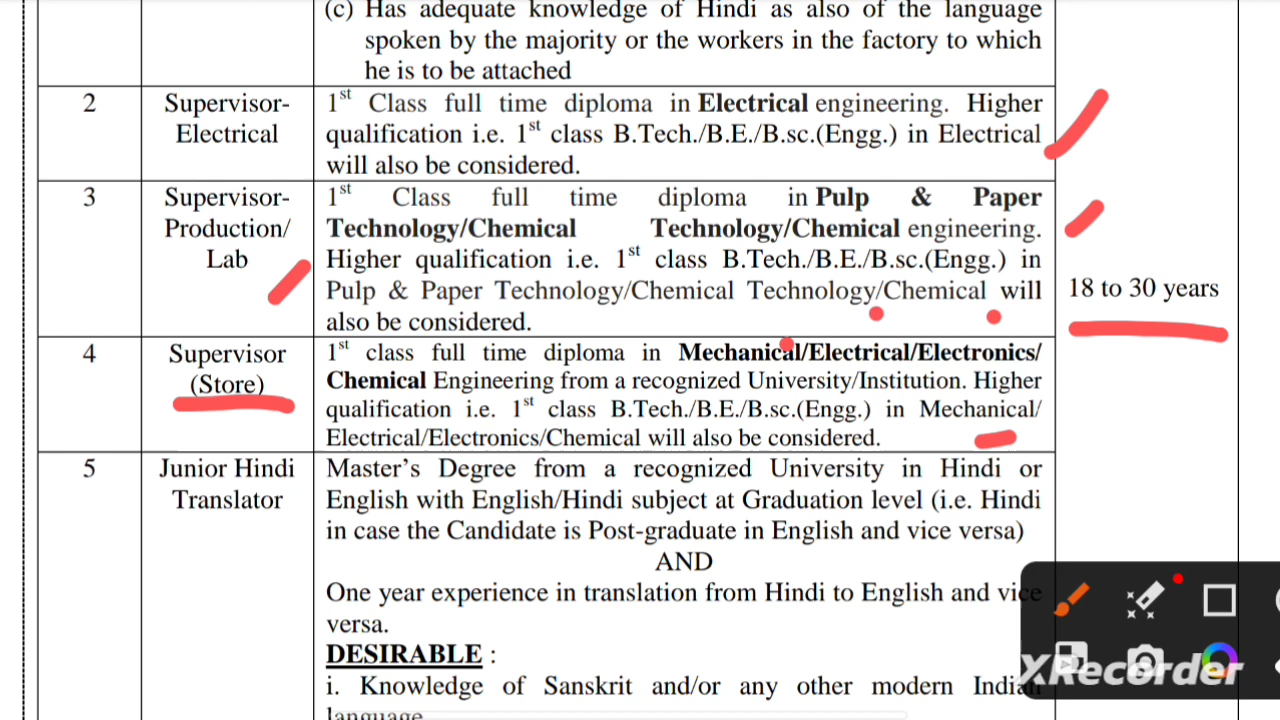 (c) Has adequate knowledge of Hindi as also of the language
spoken by the majority or the workers in the factory to which
he is to be attached
2
Supervisor-
Electrical
1st Class full time diploma in Electrical engineering. Higher
qualification i.e. 1st class B.Tech./B.E./B.sc.(Engg.) in Electrical
will also be considered.
3
Supervisor-
Production/
Lab
1st Class full time diploma in Pulp & Paper
Technology/Chemical Technology/Chemical engineering.
Higher qualification i.e. 1st class B.Tech./B.E./B.sc.(Engg.) in
Pulp & Paper Technology/Chemical Technology/Chemical will
also be considered.
18 to 30 years
4
Supervisor
(Store)
1st class full time diploma in Mechanical/Electrical/Electronics/
Chemical Engineering from a recognized University/Institution. Higher
qualification i.e. 1st class B.Tech./B.E./B.sc.(Engg.) in Mechanical/
Electrical/Electronics/Chemical will also be considered.
5
Junior Hindi
Translator
Master's Degree from a recognized University in Hindi or
English with English/Hindi subject at Graduation level (i.e. Hindi
in case the Candidate is Post-graduate in English and vice versa)
AND
One year experience in translation from Hindi to English and vice
versa.
DESIRABLE :
i. Knowledge of Sanskrit and/or any other modern Indian
language
XRecorder